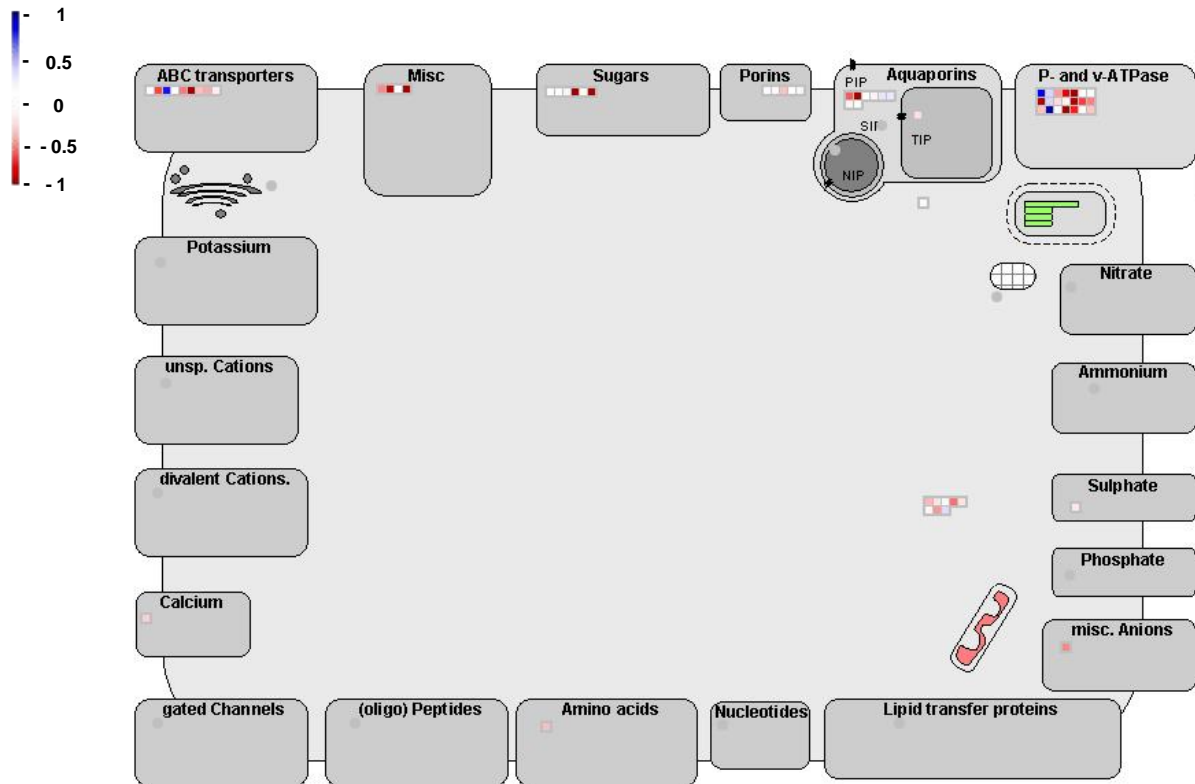 1
0.5
0
- 0.5
- 1
ABC transporters
Misc
Sugars
Porins
Aquaporins
P- and v-ATPase
PIP
SIP
TIP
NIP
Potassium
Nitrate
unsp. Cations
Ammonium
divalent Cations.
Sulphate
Phosphate
Calcium
misc. Anions
gated Channels
(oligo) Peptides
Amino acids
Nucleotides
Lipid transfer proteins